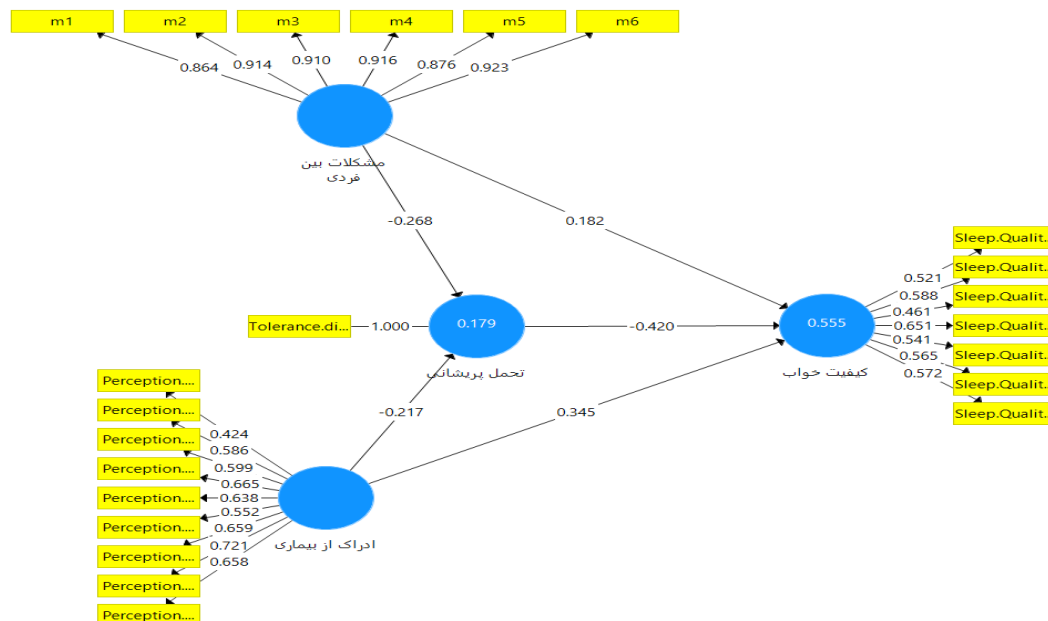 m1
m2
m3
m4
m5
m6
0.864
0.914
0.910
0.916
0.876
0.923
مشکلات بین
فردی
-0.268
0.182
Sleep.Qualit...
Sleep.Qualit...
Sleep.Qualit...
Sleep.Qualit...
Sleep.Qualit...
Sleep.Qualit...
Sleep.Qualit...
0.521
0.588
0.461
0.651
0.541
0.565
0.572
Tolerance.di...
1.000
0.179
-0.420
0.555
تحمل پریشانی
کیفیت خواب
-0.217
0.345
Perception....
Perception....
Perception....
Perception....
Perception....
Perception....
Perception....
Perception....
Perception....
0.424
0.586
0.599
0.665
0.638
0.552
0.659
0.721
0.658
ادراک از بیماری